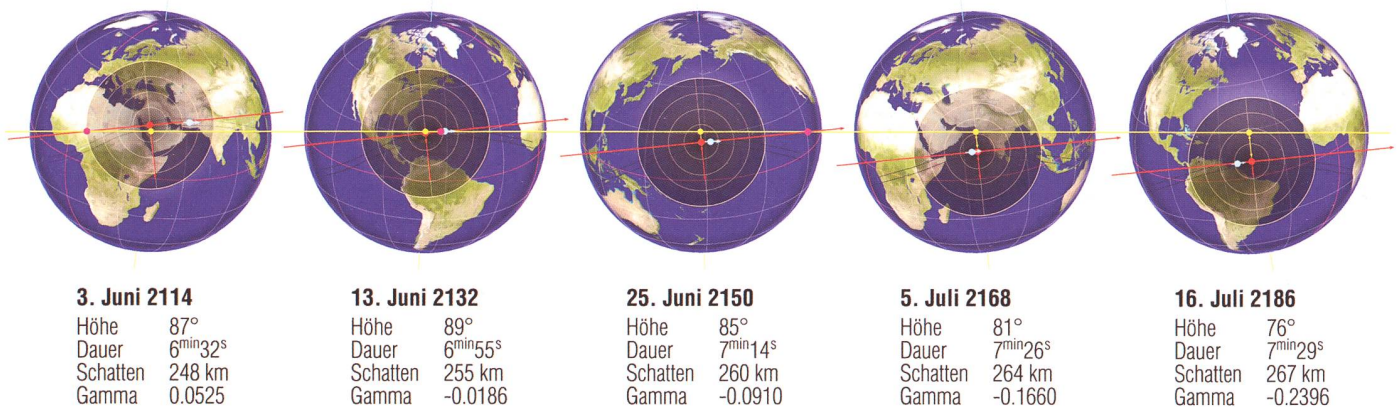 3. Juni 2114
Höhe 87°
Dauer 6min32s
Schatten 248 km
Gamma 0.0525
13. Juni 2132
Höhe 89°
Dauer 6min55s
Schatten 255 km
Gamma -0.0186
25. Juni 2150
Höhe 85°
Dauer 7min14s
Schatten 260 km
Gamma -0.0910
5. Juli 2168
Höhe 81°
Dauer 7min26s
Schatten 264 km
Gamma -0.1660
16. Juli 2186
Höhe 76°
Dauer 7min29s
Schatten 267 km
Gamma -0.2396